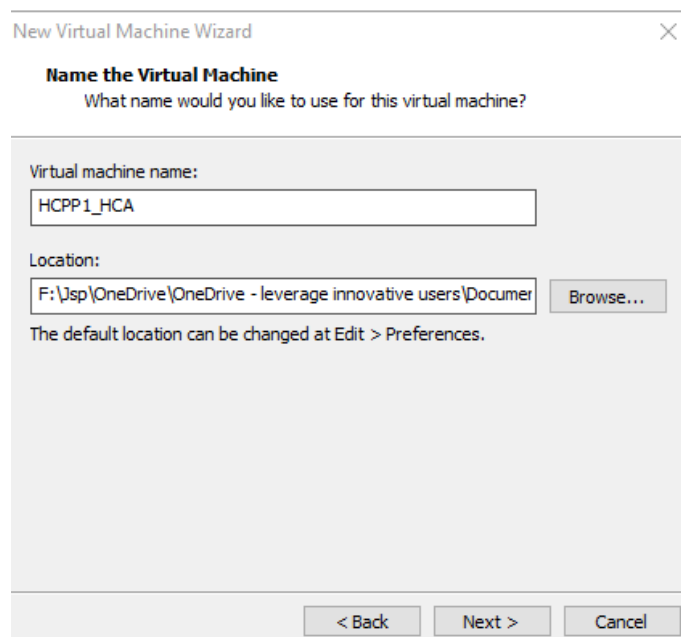 New Virtual Machine Wizard
Name the Virtual Machine
What name would you like to use for this virtual machine?
Virtual machine name:
HCPP1_HCA
Location:
F:\Jsp\OneDrive\OneDrive - leverage innovative users\Documer
Browse...
The default location can be changed at Edit > Preferences.
< Back
Next >
Cancel